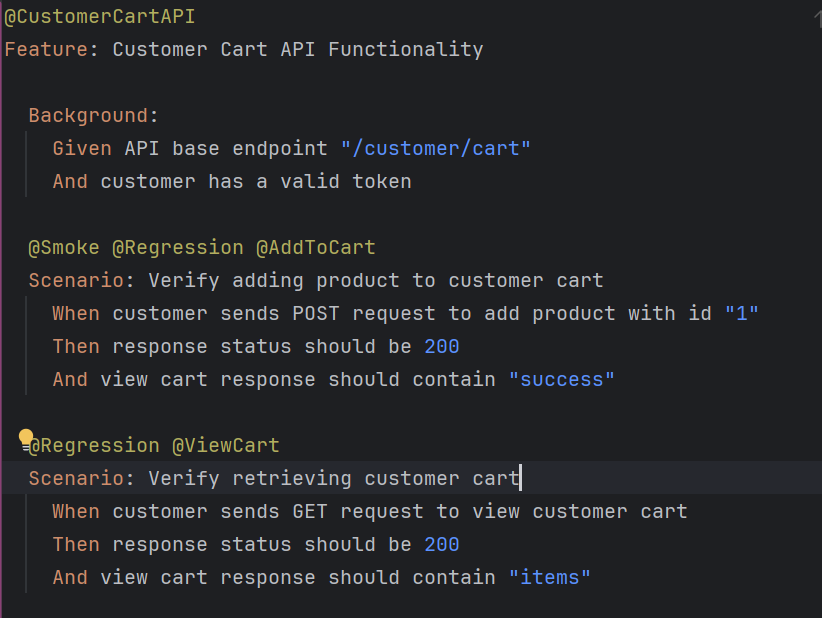 @CustomerCartAPI
Feature: Customer Cart API Functionality
Background:
Given API base endpoint "/customer/cart"
And customer has a valid token
@Smoke @Regression @AddToCart
Scenario: Verify adding product to customer cart
When customer sends POST request to add product with id "1"
Then response status should be 200
And view cart response should contain "success"
@Regression @ViewCart
Scenario: Verify retrieving customer cart
When customer sends GET request to view customer cart
Then response status should be 200
And view cart response should contain "items"